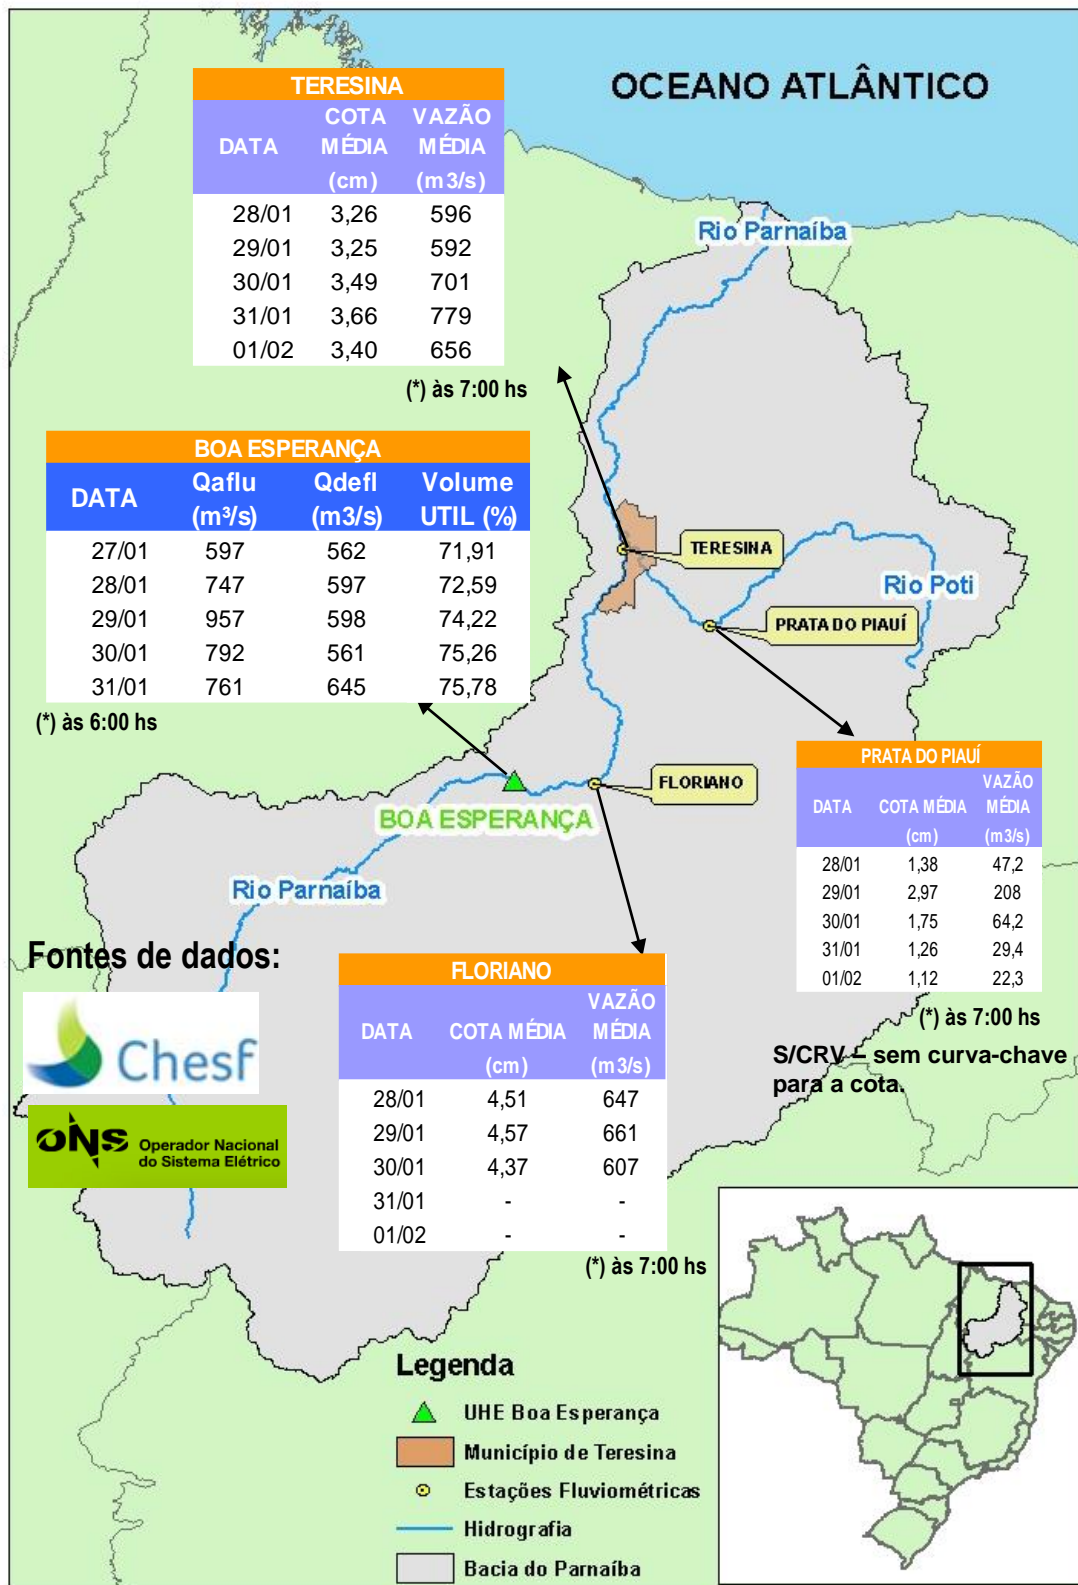 OCEANO ATLÂNTICO
TERESINA
DATA COTA MÉDIA (cm) VAZÃO MÉDIA (m3/s)
28/01 3,26 596
29/01 3,25 592
30/01 3,49 701
31/01 3,66 779
01/02 3,40 656
(*) às 7:00 hs
Rio Parnaíba
BOA ESPERANÇA
DATA Qaflu (m³/s) Qdefl (m3/s) Volume UTIL (%)
27/01 597 562 71,91
28/01 747 597 72,59
29/01 957 598 74,22
30/01 792 561 75,26
31/01 761 645 75,78
(*) às 6:00 hs
TERESINA
Rio Poti
PRATA DO PIAUÍ
FLORIANO
BOA ESPERANÇA
Rio Parnaíba
PRATA DO PIAUÍ
DATA COTA MÉDIA (cm) VAZÃO MÉDIA (m3/s)
28/01 1,38 47,2
29/01 2,97 208
30/01 1,75 64,2
31/01 1,26 29,4
01/02 1,12 22,3
(*) às 7:00 hs
S/CRV – sem curva-chave
para a cota.
Fontes de dados:
Chesf
ONS Operador Nacional
do Sistema Elétrico
FLORIANO
DATA COTA MÉDIA (cm) VAZÃO MÉDIA (m3/s)
28/01 4,51 647
29/01 4,57 661
30/01 4,37 607
31/01 - -
01/02 - -
(*) às 7:00 hs
Legenda
UHE Boa Esperança
Município de Teresina
Estações Fluviométricas
Hidrografia
Bacia do Parnaíba